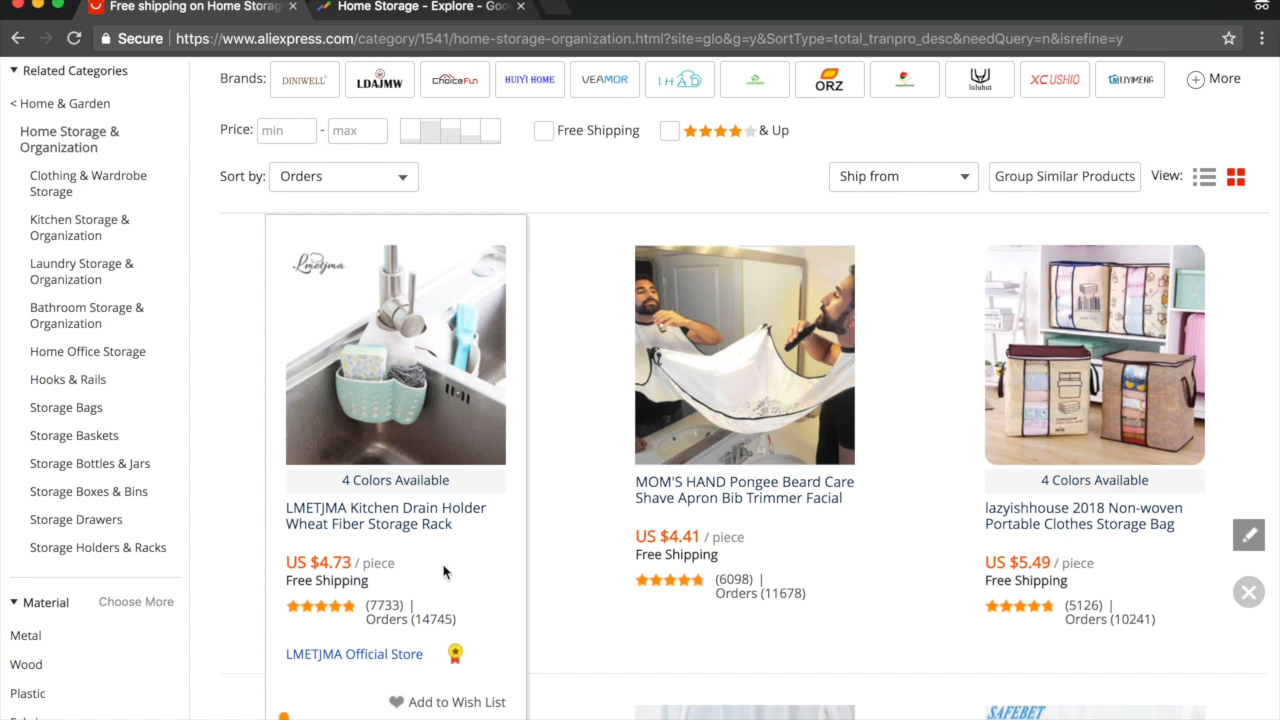 Free shipping on Home Storag
Home Storage - Explore - Goo
Secure
https://www.aliexpress.com/category/1541/home-storage-organization.html?site=glo&g=y&SortType=total_tranpro_desc&needQuery=n&isrefine=y
Related Categories
< Home & Garden
Home Storage &
Organization
Clothing & Wardrobe
Storage
Kitchen Storage &
Organization
Laundry Storage &
Organization
Bathroom Storage &
Organization
Home Office Storage
Hooks & Rails
Storage Bags
Storage Baskets
Storage Bottles & Jars
Storage Boxes & Bins
Storage Drawers
Storage Holders & Racks
Material
Choose More
Metal
Wood
Plastic
Brands:
DINIWELL
LDAJMW
ChoiceFun
HUIYI HOME
VEAMOR
ORZ
luluhut
XCUSHIO
More
Price:
min
-
max
Free Shipping
& Up
Sort by:
Orders
Ship from
Group Similar Products
View:
Lmetjma
4 Colors Available
LMETJMA Kitchen Drain Holder
Wheat Fiber Storage Rack
US $4.73 / piece
Free Shipping
(7733) |
Orders (14745)
LMETJMA Official Store
Add to Wish List
MOM'S HAND Pongee Beard Care
Shave Apron Bib Trimmer Facial
US $4.41 / piece
Free Shipping
(6098) |
Orders (11678)
4 Colors Available
lazyishhouse 2018 Non-woven
Portable Clothes Storage Bag
US $5.49 / piece
Free Shipping
(5126) |
Orders (10241)
SAFEBET